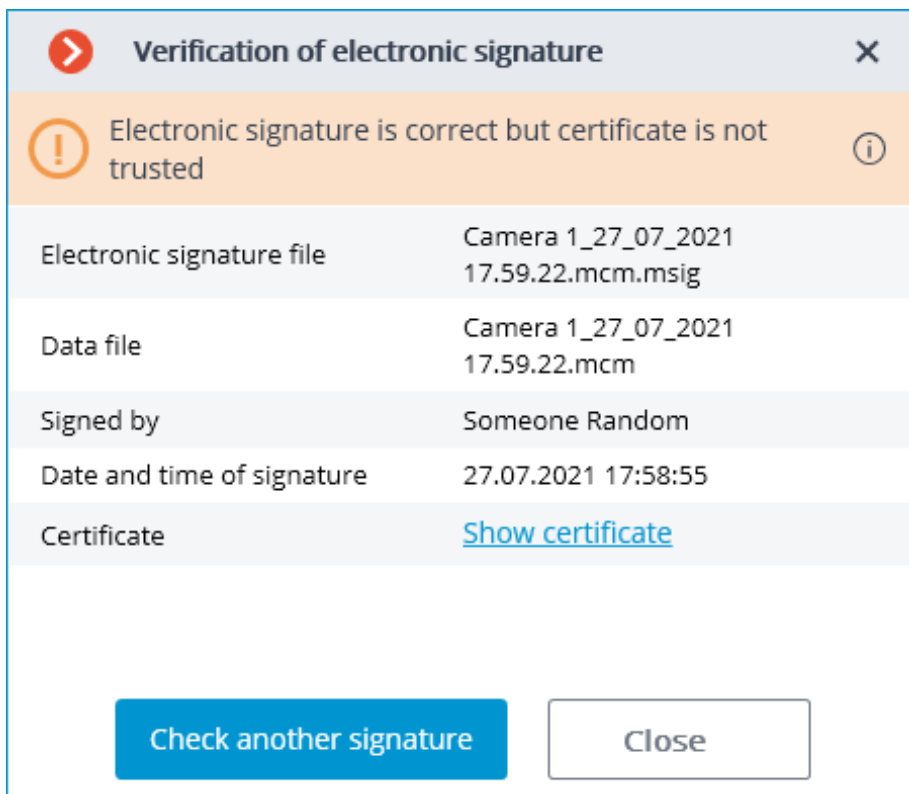 Verification of electronic signature
Electronic signature is correct but certificate is not
trusted
Electronic signature file
Camera 1_27_07_2021
17.59.22.mcm.msig
Data file
Camera 1_27_07_2021
17.59.22.mcm
Signed by
Someone Random
Date and time of signature
27.07.2021 17:58:55
Certificate
Show certificate
Check another signature
Close